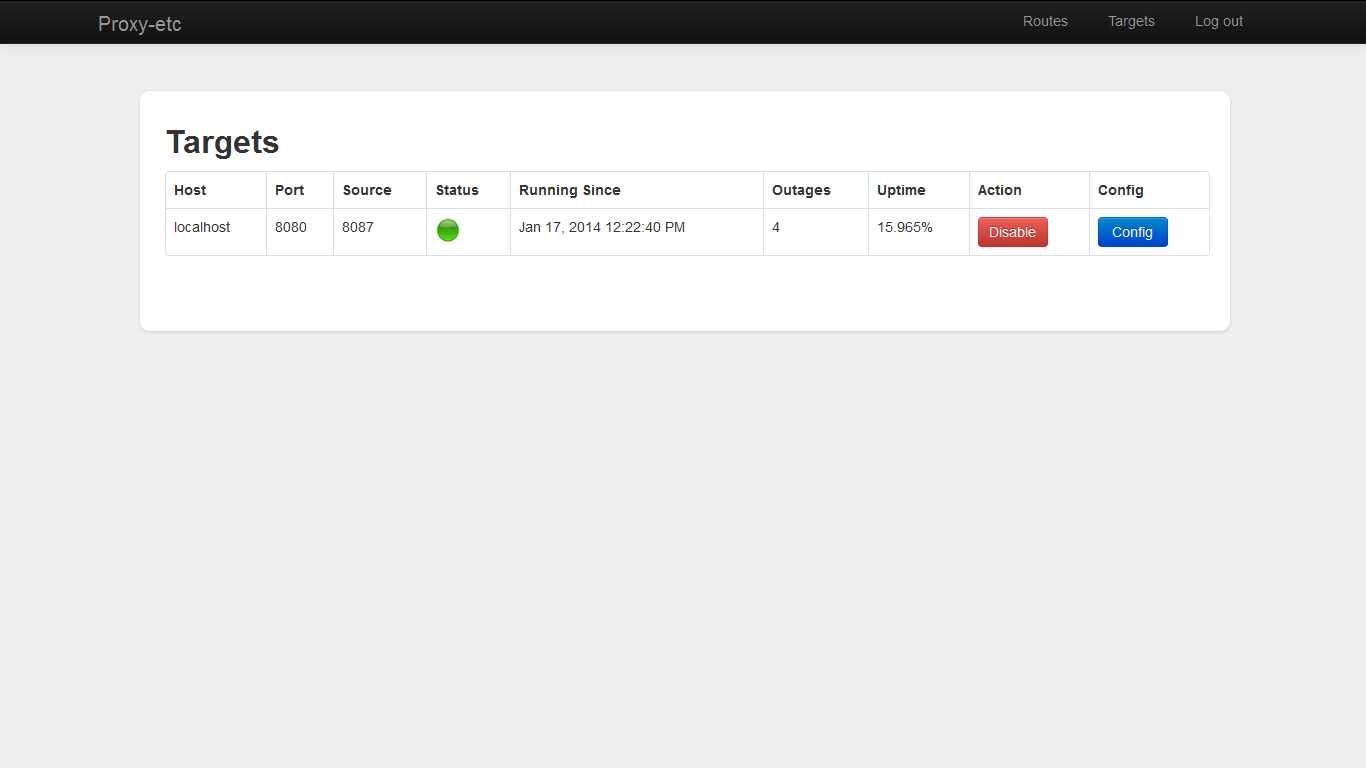 Proxy-etc Routes Targets Log out
Targets
Host Port Source Status Running Since Outages Uptime Action Config
localhost 8080 8087 Jan 17, 2014 12:22:40 PM 4 15.965% Disable Config